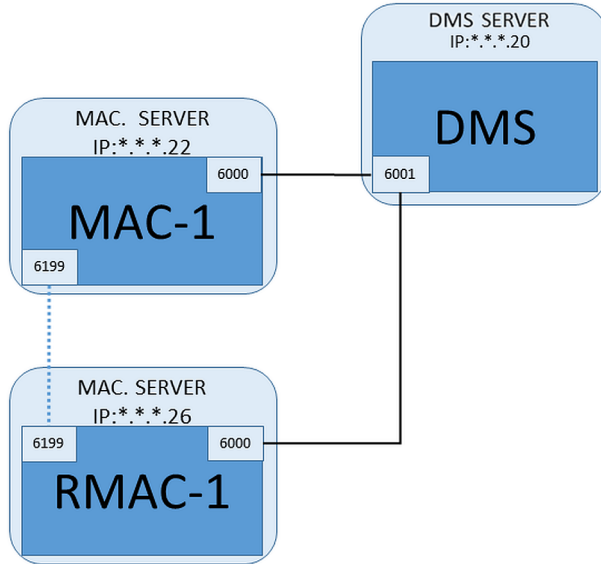 DMS SERVER
IP:*.*.*.20
DMS
6001
MAC. SERVER
IP:*.*.*.22
6000
MAC-1
6199
MAC. SERVER
IP:*.*.*.26
6199
6000
RMAC-1